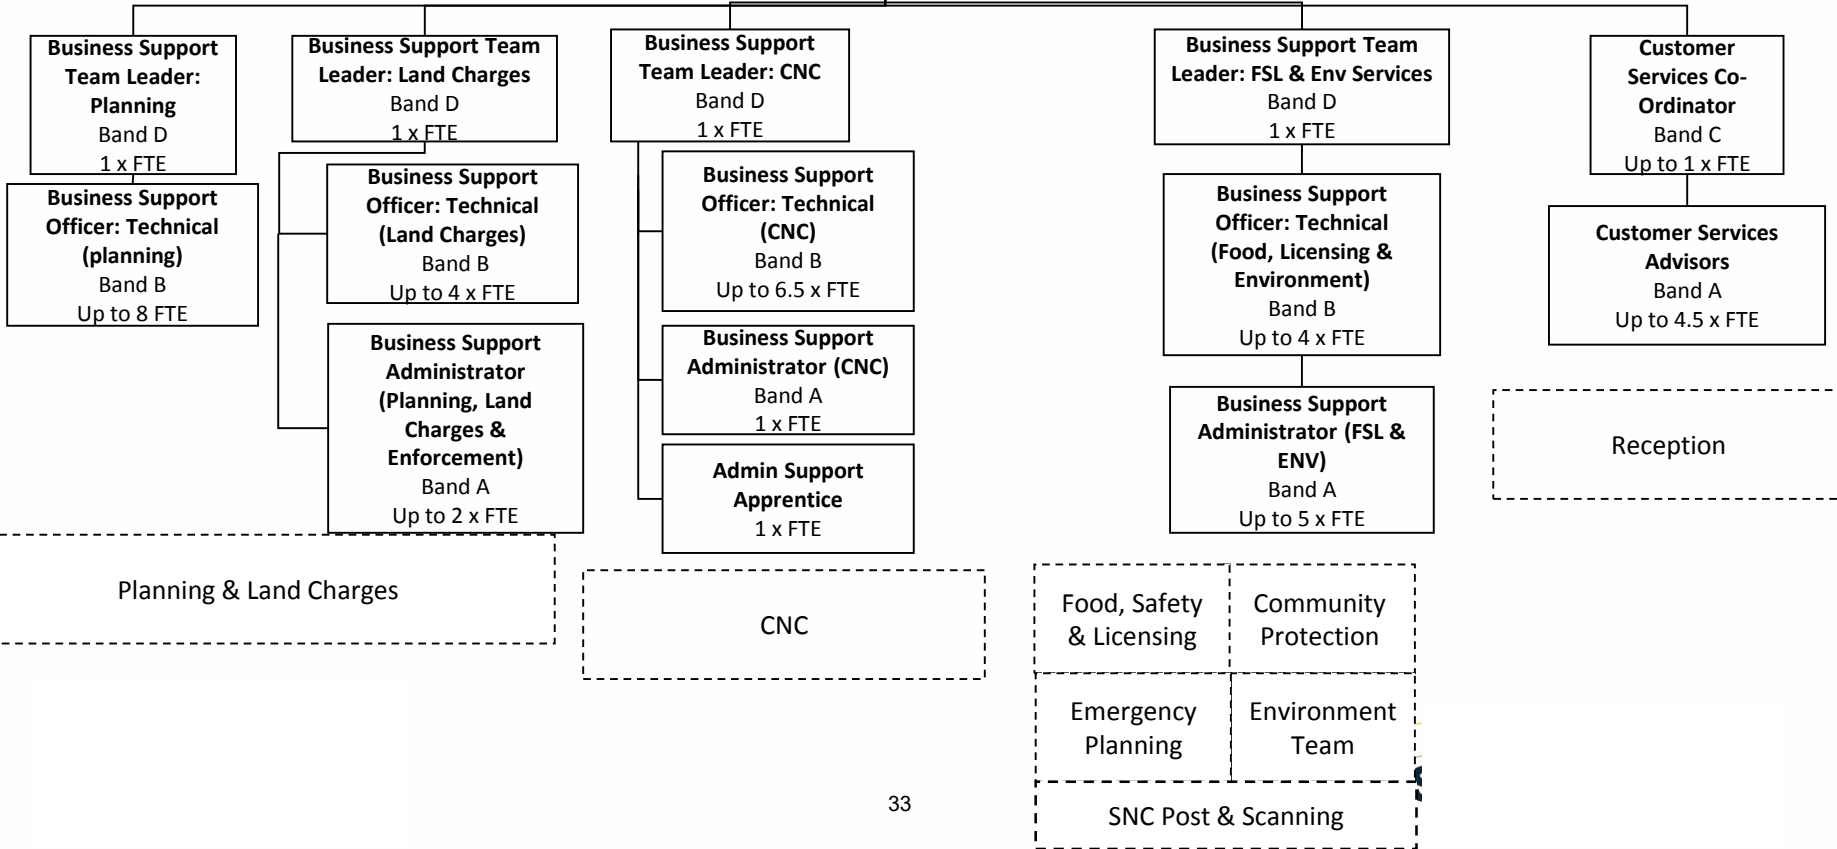 Business Support
Team Leader:
Planning
Band D
1 x FTE
Business Support
Officer: Technical
(planning)
Band B
Up to 8 FTE
Business Support Team
Leader: Land Charges
Band D
1 x FTE
Business Support
Officer: Technical
(Land Charges)
Band B
Up to 4 x FTE
Business Support
Administrator
(Planning, Land
Charges &
Enforcement)
Band A
Up to 2 x FTE
Planning & Land Charges
Business Support
Team Leader: CNC
Band D
1 x FTE
Business Support
Officer: Technical
(CNC)
Band B
Up to 6.5 x FTE
Business Support
Administrator (CNC)
Band A
1 x FTE
Admin Support
Apprentice
1 x FTE
CNC
Business Support Team
Leader: FSL & Env Services
Band D
1 x FTE
Business Support
Officer: Technical
(Food, Licensing &
Environment)
Band B
Up to 4 x FTE
Business Support
Administrator (FSL &
ENV)
Band A
Up to 5 x FTE
Food, Safety
& Licensing
Community
Protection
Emergency
Planning
Environment
Team
SNC Post & Scanning
Customer
Services Co-
Ordinator
Band C
Up to 1 x FTE
Customer Services
Advisors
Band A
Up to 4.5 x FTE
Reception
33